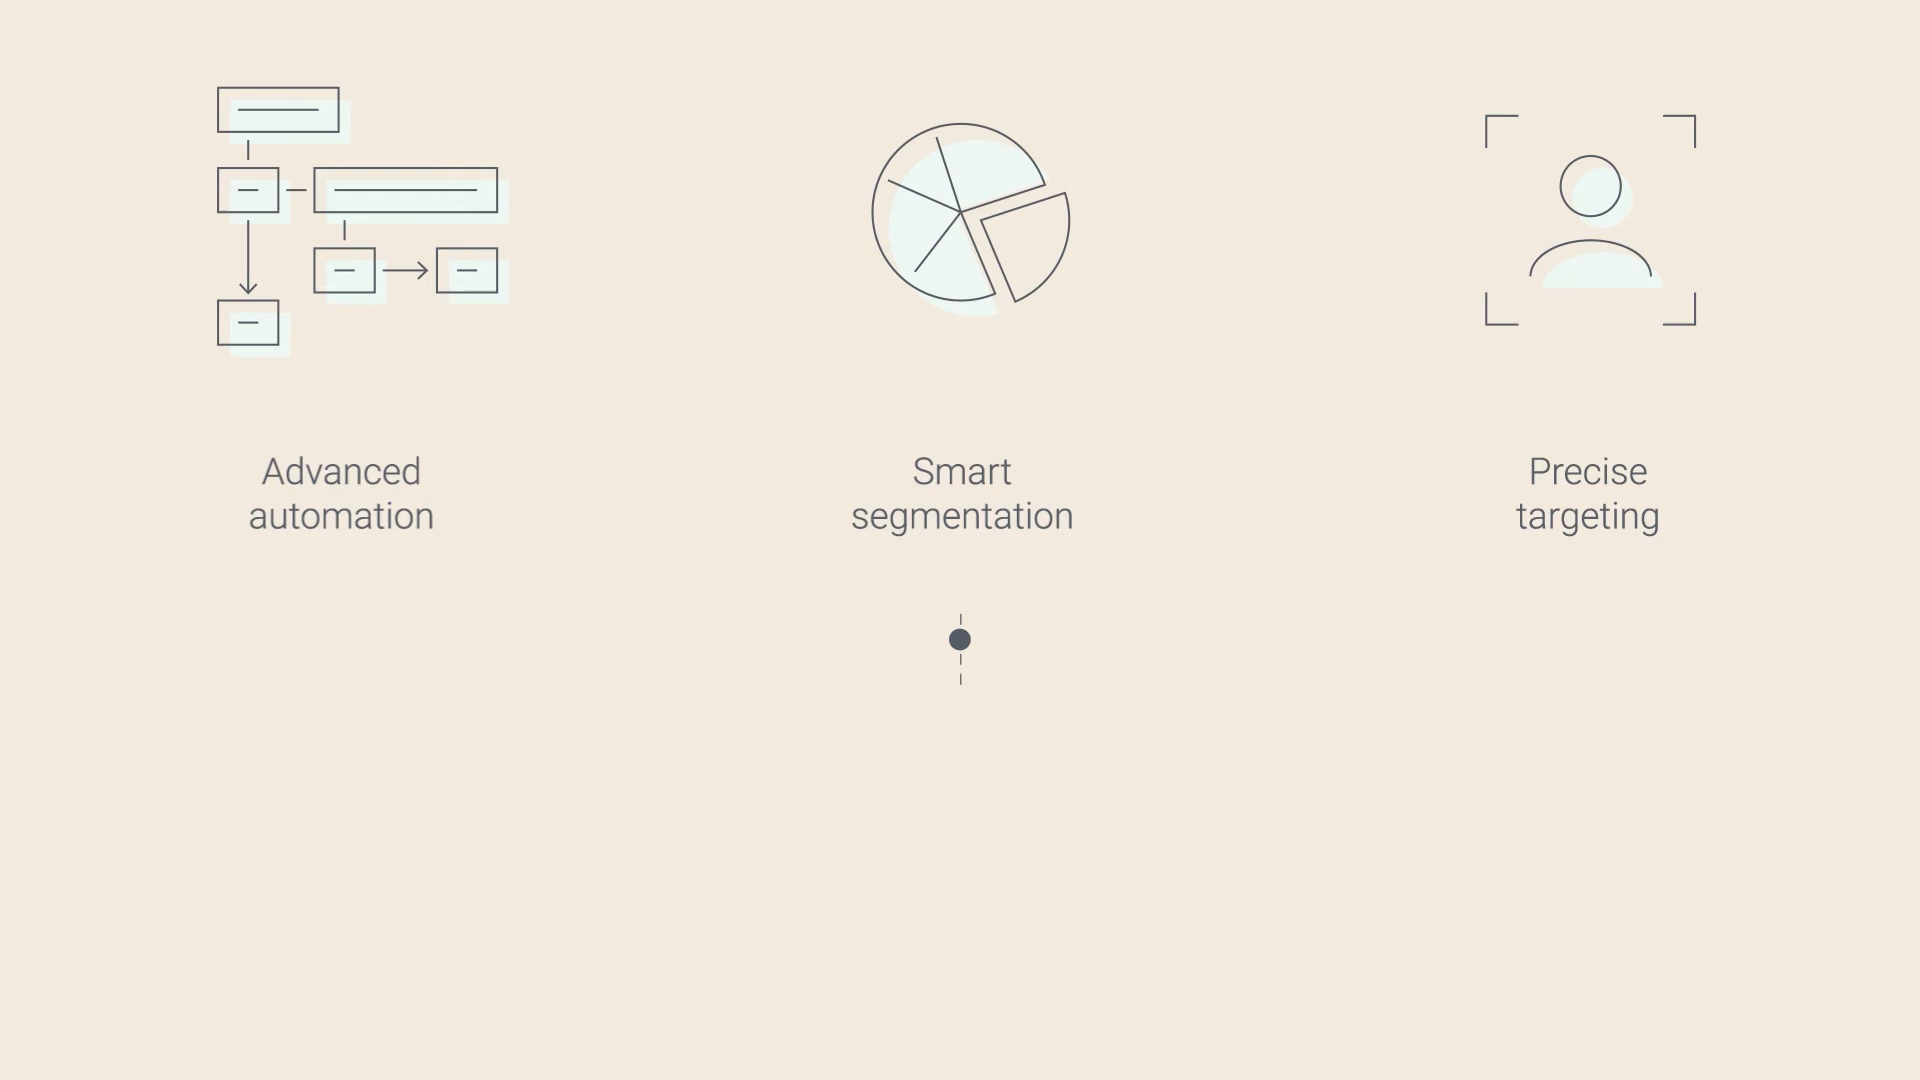 Advanced
automation
Smart
segmentation
Precise
targeting